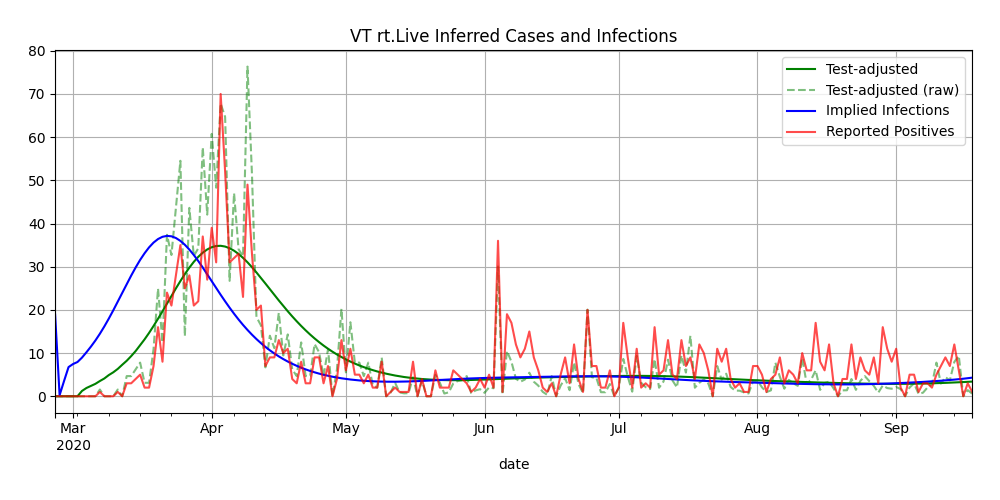 VT rt.Live Inferred Cases and Infections
80
70
60
50
40
30
20
10
0
Test-adjusted
Test-adjusted (raw)
Implied Infections
Reported Positives
Mar Apr May Jun Jul Aug Sep
2020
date